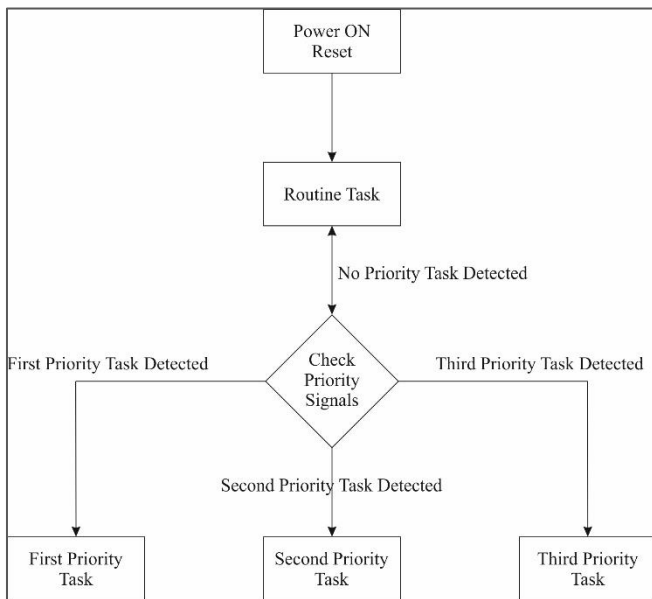 Power ON
Reset
Routine Task
No Priority Task Detected
First Priority Task Detected
Check
Priority
Signals
Third Priority Task Detected
Second Priority Task Detected
First Priority
Task
Second Priority
Task
Third Priority
Task